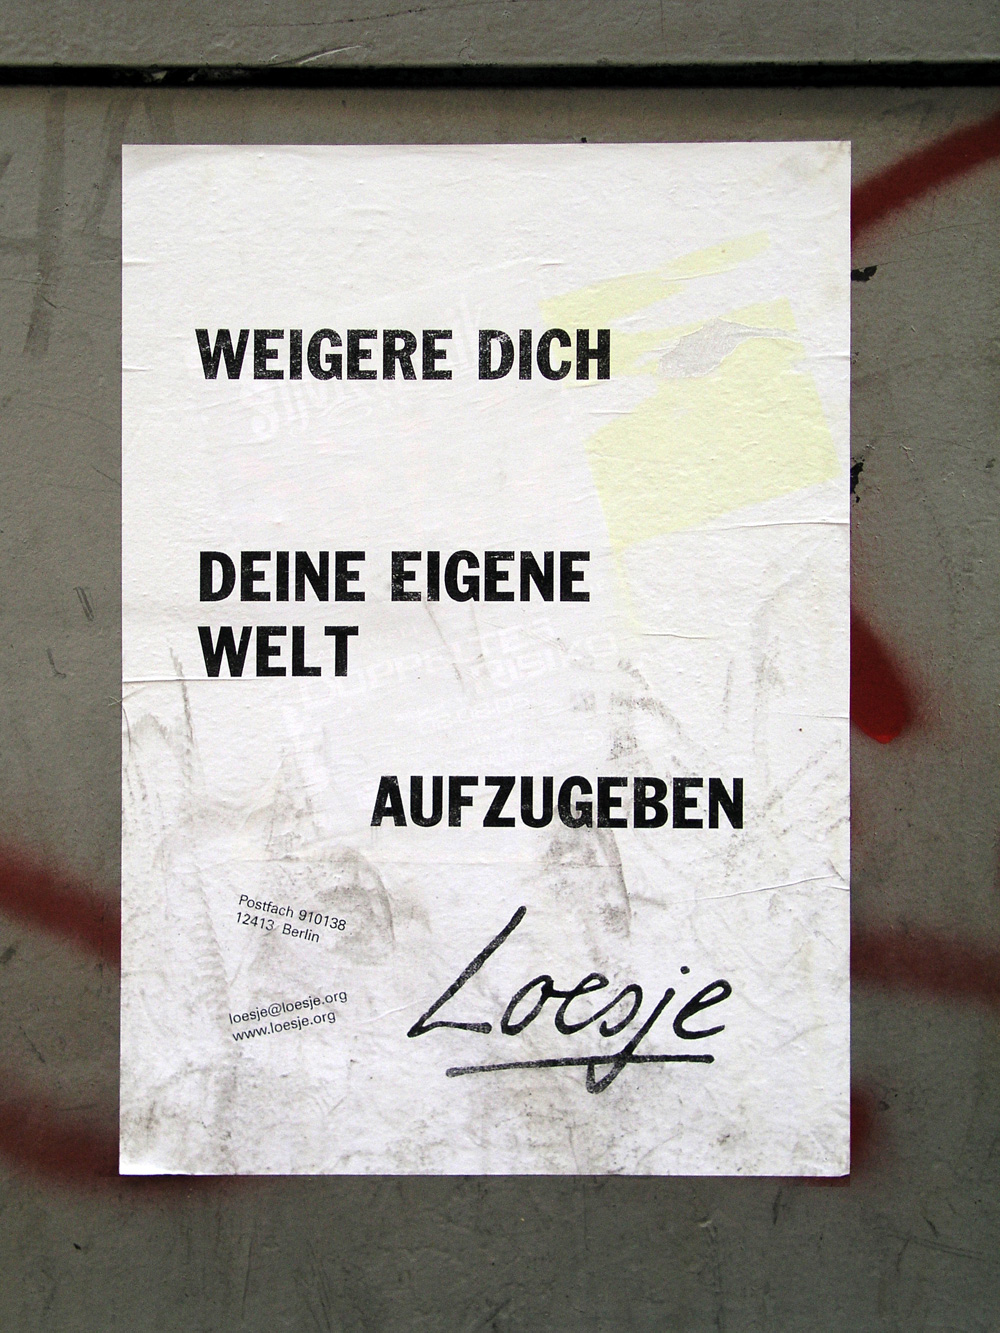 WEIGERE DICH
DEINE EIGENE
WELT
AUFZUGEBEN
Postfach 910138
12413 Berlin
loesje@loesje.org
www.loesje.org
Loesje